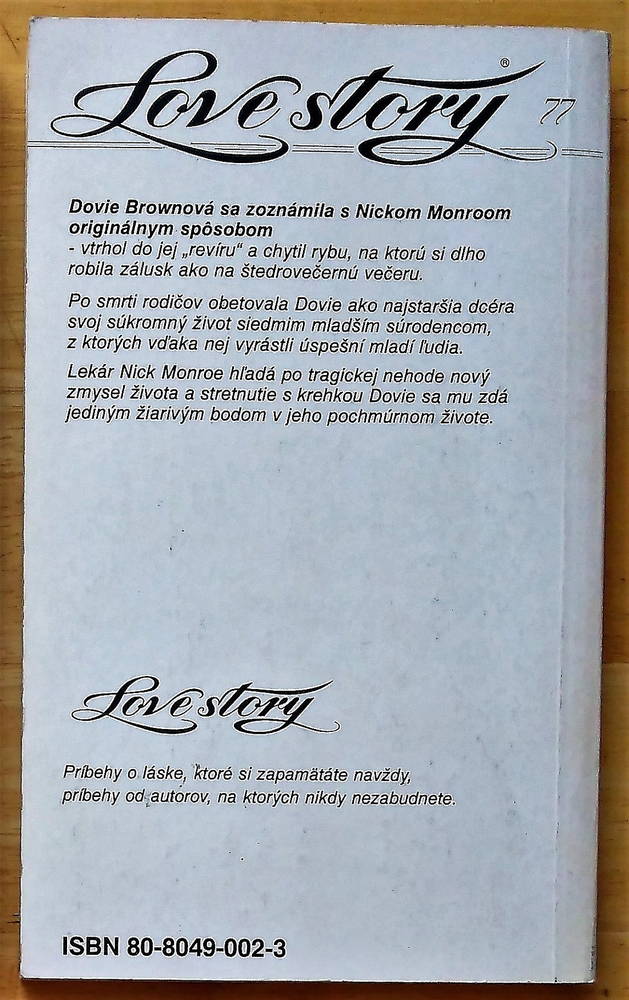 Love story ® 77
Dovie Brownová sa zoznámila s Nickom Monroom
originálnym spôsobom
- vtrhol do jej „revíru“ a chytil rybu, na ktorú si dlho
robila zálusk ako na štedrovečernú večeru.
Po smrti rodičov obetovala Dovie ako najstaršia dcéra
svoj súkromný život siedmim mladším súrodencom,
z ktorých vďaka nej vyrástli úspešní mladí ľudia.
Lekár Nick Monroe hľadá po tragickej nehode nový
zmysel života a stretnutie s krehkou Dovie sa mu zdá
jediným žiarivým bodom v jeho pochmúrnom živote.
Love story
Príbehy o láske, ktoré si zapamätáte navždy,
príbehy od autorov, na ktorých nikdy nezabudnete.
ISBN 80-8049-002-3